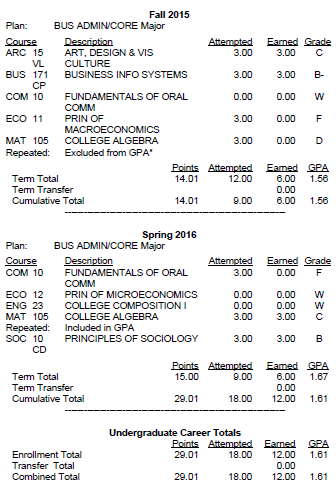 Fall 2015
Plan: BUS ADMIN/CORE Major
Course Description Attempted Earned Grade
ARC 15 ART, DESIGN & VIS 3.00 3.00 C
VL CULTURE
BUS 171 BUSINESS INFO SYSTEMS 3.00 3.00 B-
CP
COM 10 FUNDAMENTALS OF ORAL 0.00 0.00 W
COMM
ECO 11 PRIN OF 3.00 0.00 F
MACROECONOMICS
MAT 105 COLLEGE ALGEBRA 3.00 0.00 D
Repeated: Excluded from GPA*
Points Attempted Earned GPA
Term Total 14.01 12.00 6.00 1.56
Term Transfer 0.00
Cumulative Total 14.01 9.00 6.00 1.56
Spring 2016
Plan: BUS ADMIN/CORE Major
Course Description Attempted Earned Grade
COM 10 FUNDAMENTALS OF ORAL 3.00 0.00 F
COMM
ECO 12 PRIN OF MICROECONOMICS 0.00 0.00 W
ENG 23 COLLEGE COMPOSITION I 0.00 0.00 W
MAT 105 COLLEGE ALGEBRA 3.00 3.00 C
Repeated: Included in GPA
SOC 10 PRINCIPLES OF SOCIOLOGY 3.00 3.00 B
CD
Points Attempted Earned GPA
Term Total 15.00 9.00 6.00 1.67
Term Transfer 0.00
Cumulative Total 29.01 18.00 12.00 1.61
Undergraduate Career Totals
Points Attempted Earned GPA
Enrollment Total 29.01 18.00 12.00 1.61
Transfer Total 0.00
Combined Total 29.01 18.00 12.00 1.61